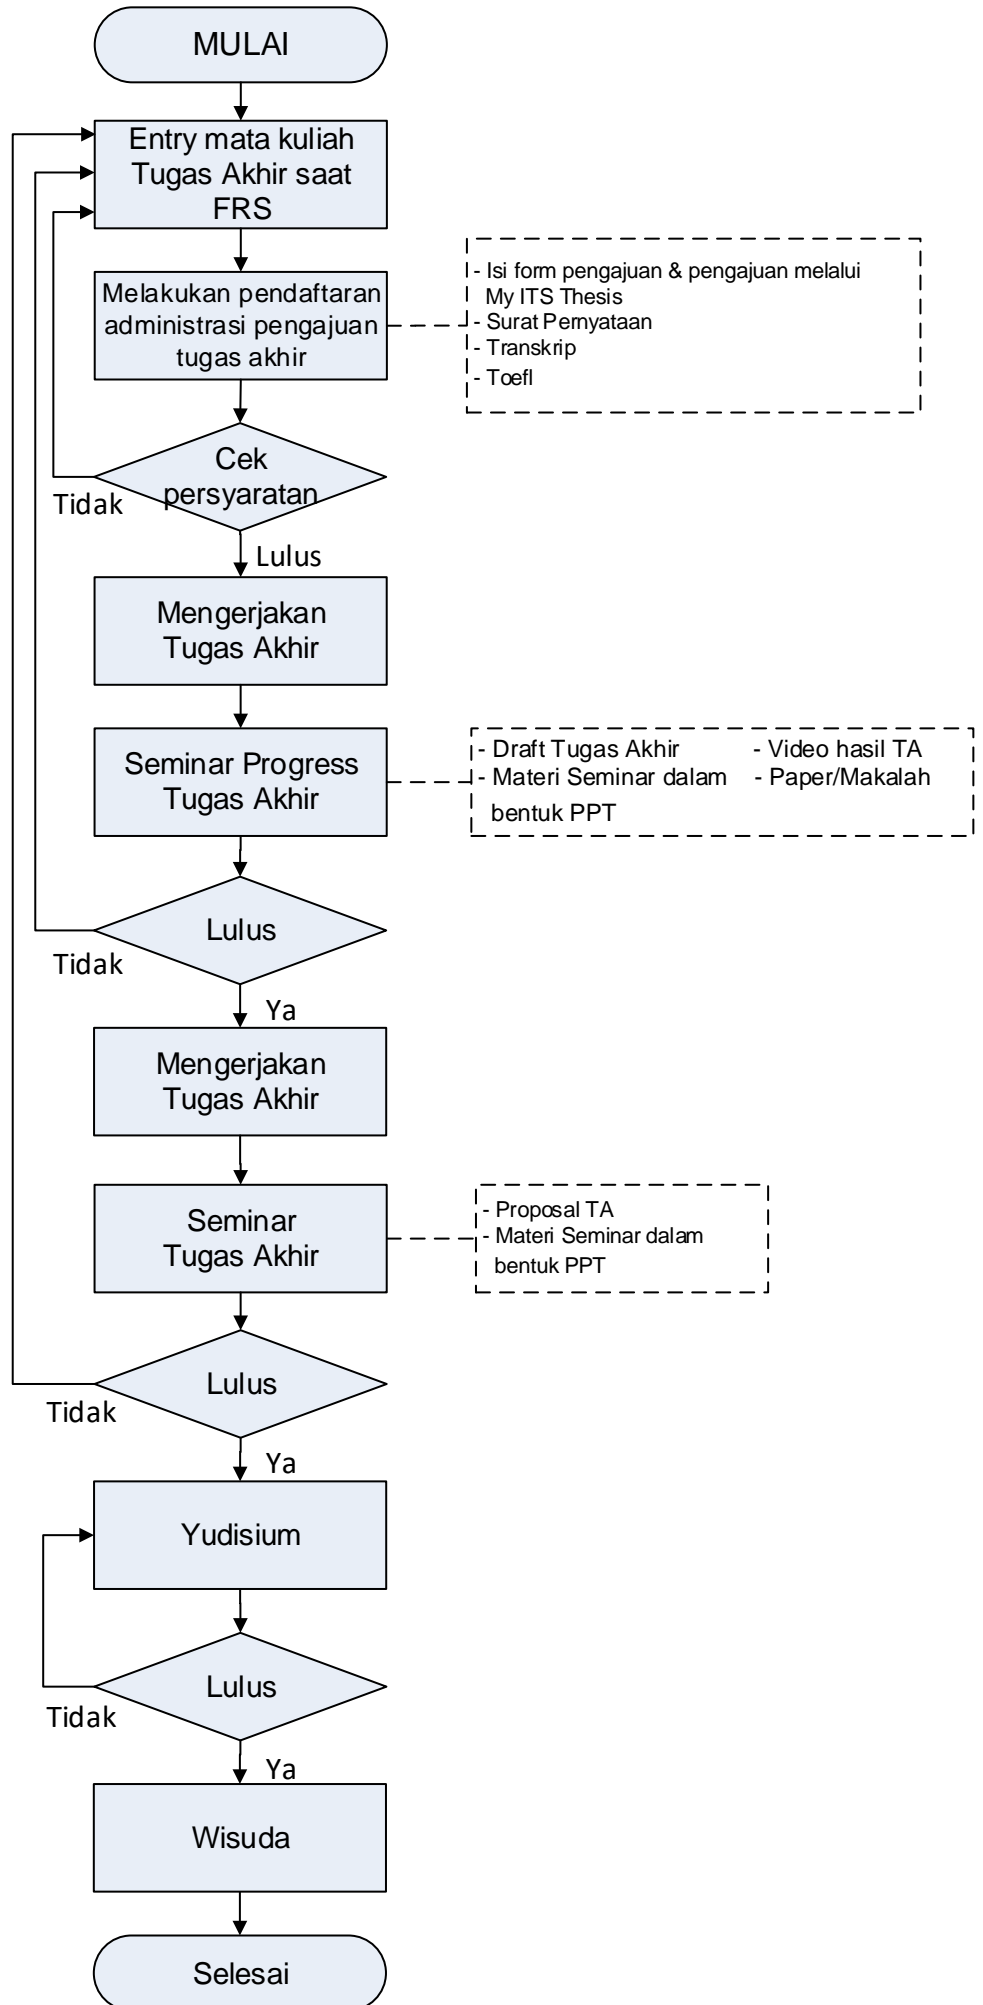 MULAI
Entry mata kuliah
Tugas Akhir saat
FRS
Melakukan pendaftaran
administrasi pengajuan
tugas akhir
- Isi form pengajuan & pengajuan melalui
My ITS Thesis
- Surat Pernyataan
- Transkrip
- Toefl
Cek
persyaratan
Tidak
Lulus
Mengerjakan
Tugas Akhir
Seminar Progress
Tugas Akhir
- Draft Tugas Akhir - Video hasil TA
- Materi Seminar dalam - Paper/Makalah
bentuk PPT
Lulus
Tidak
Ya
Mengerjakan
Tugas Akhir
Seminar
Tugas Akhir
- Proposal TA
- Materi Seminar dalam
bentuk PPT
Lulus
Tidak
Ya
Yudisium
Lulus
Tidak
Ya
Wisuda
Selesai